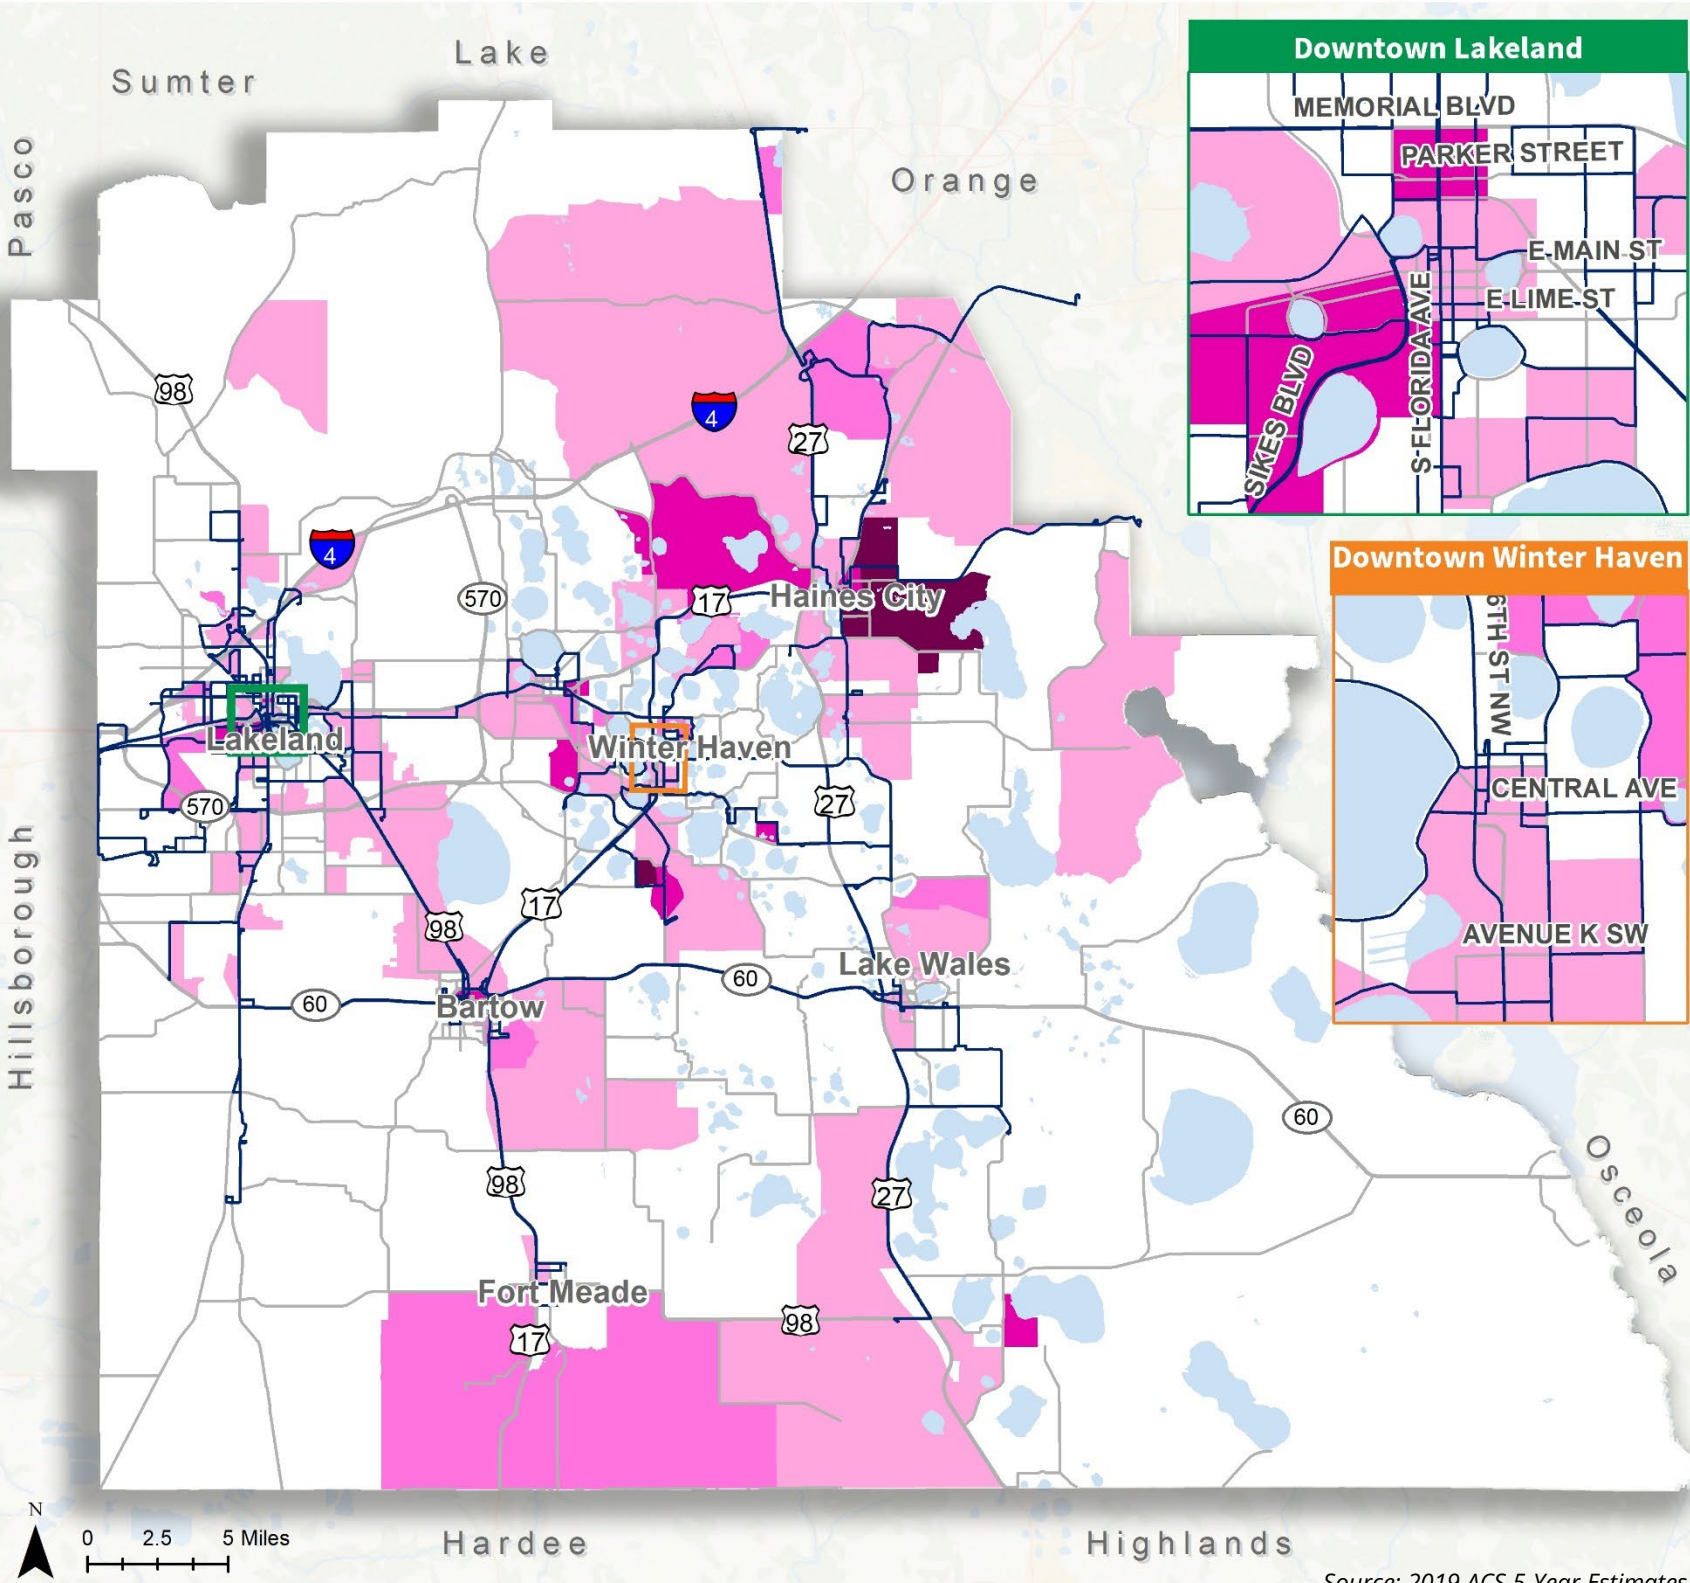 Lake
Sumter
Pasco
Orange
Downtown Lakeland
MEMORIAL BLVD
PARKER STREET
E MAIN ST
E LIME ST
S FLORIDA AVE
SIKES BLVD
98
4
27
4
570
17
Haines City
Downtown Winter Haven
6TH ST NW
CENTRAL AVE
AVENUE K SW
Lakeland
Winter Haven
570
27
17
98
Hillsborough
Lake Wales
60
60
Bartow
60
98
27
Osceola
Fort Meade
98
17
N
0 2.5 5 Miles
Hardee
Highlands
Source: 2019 ACS 5-Year Estimates